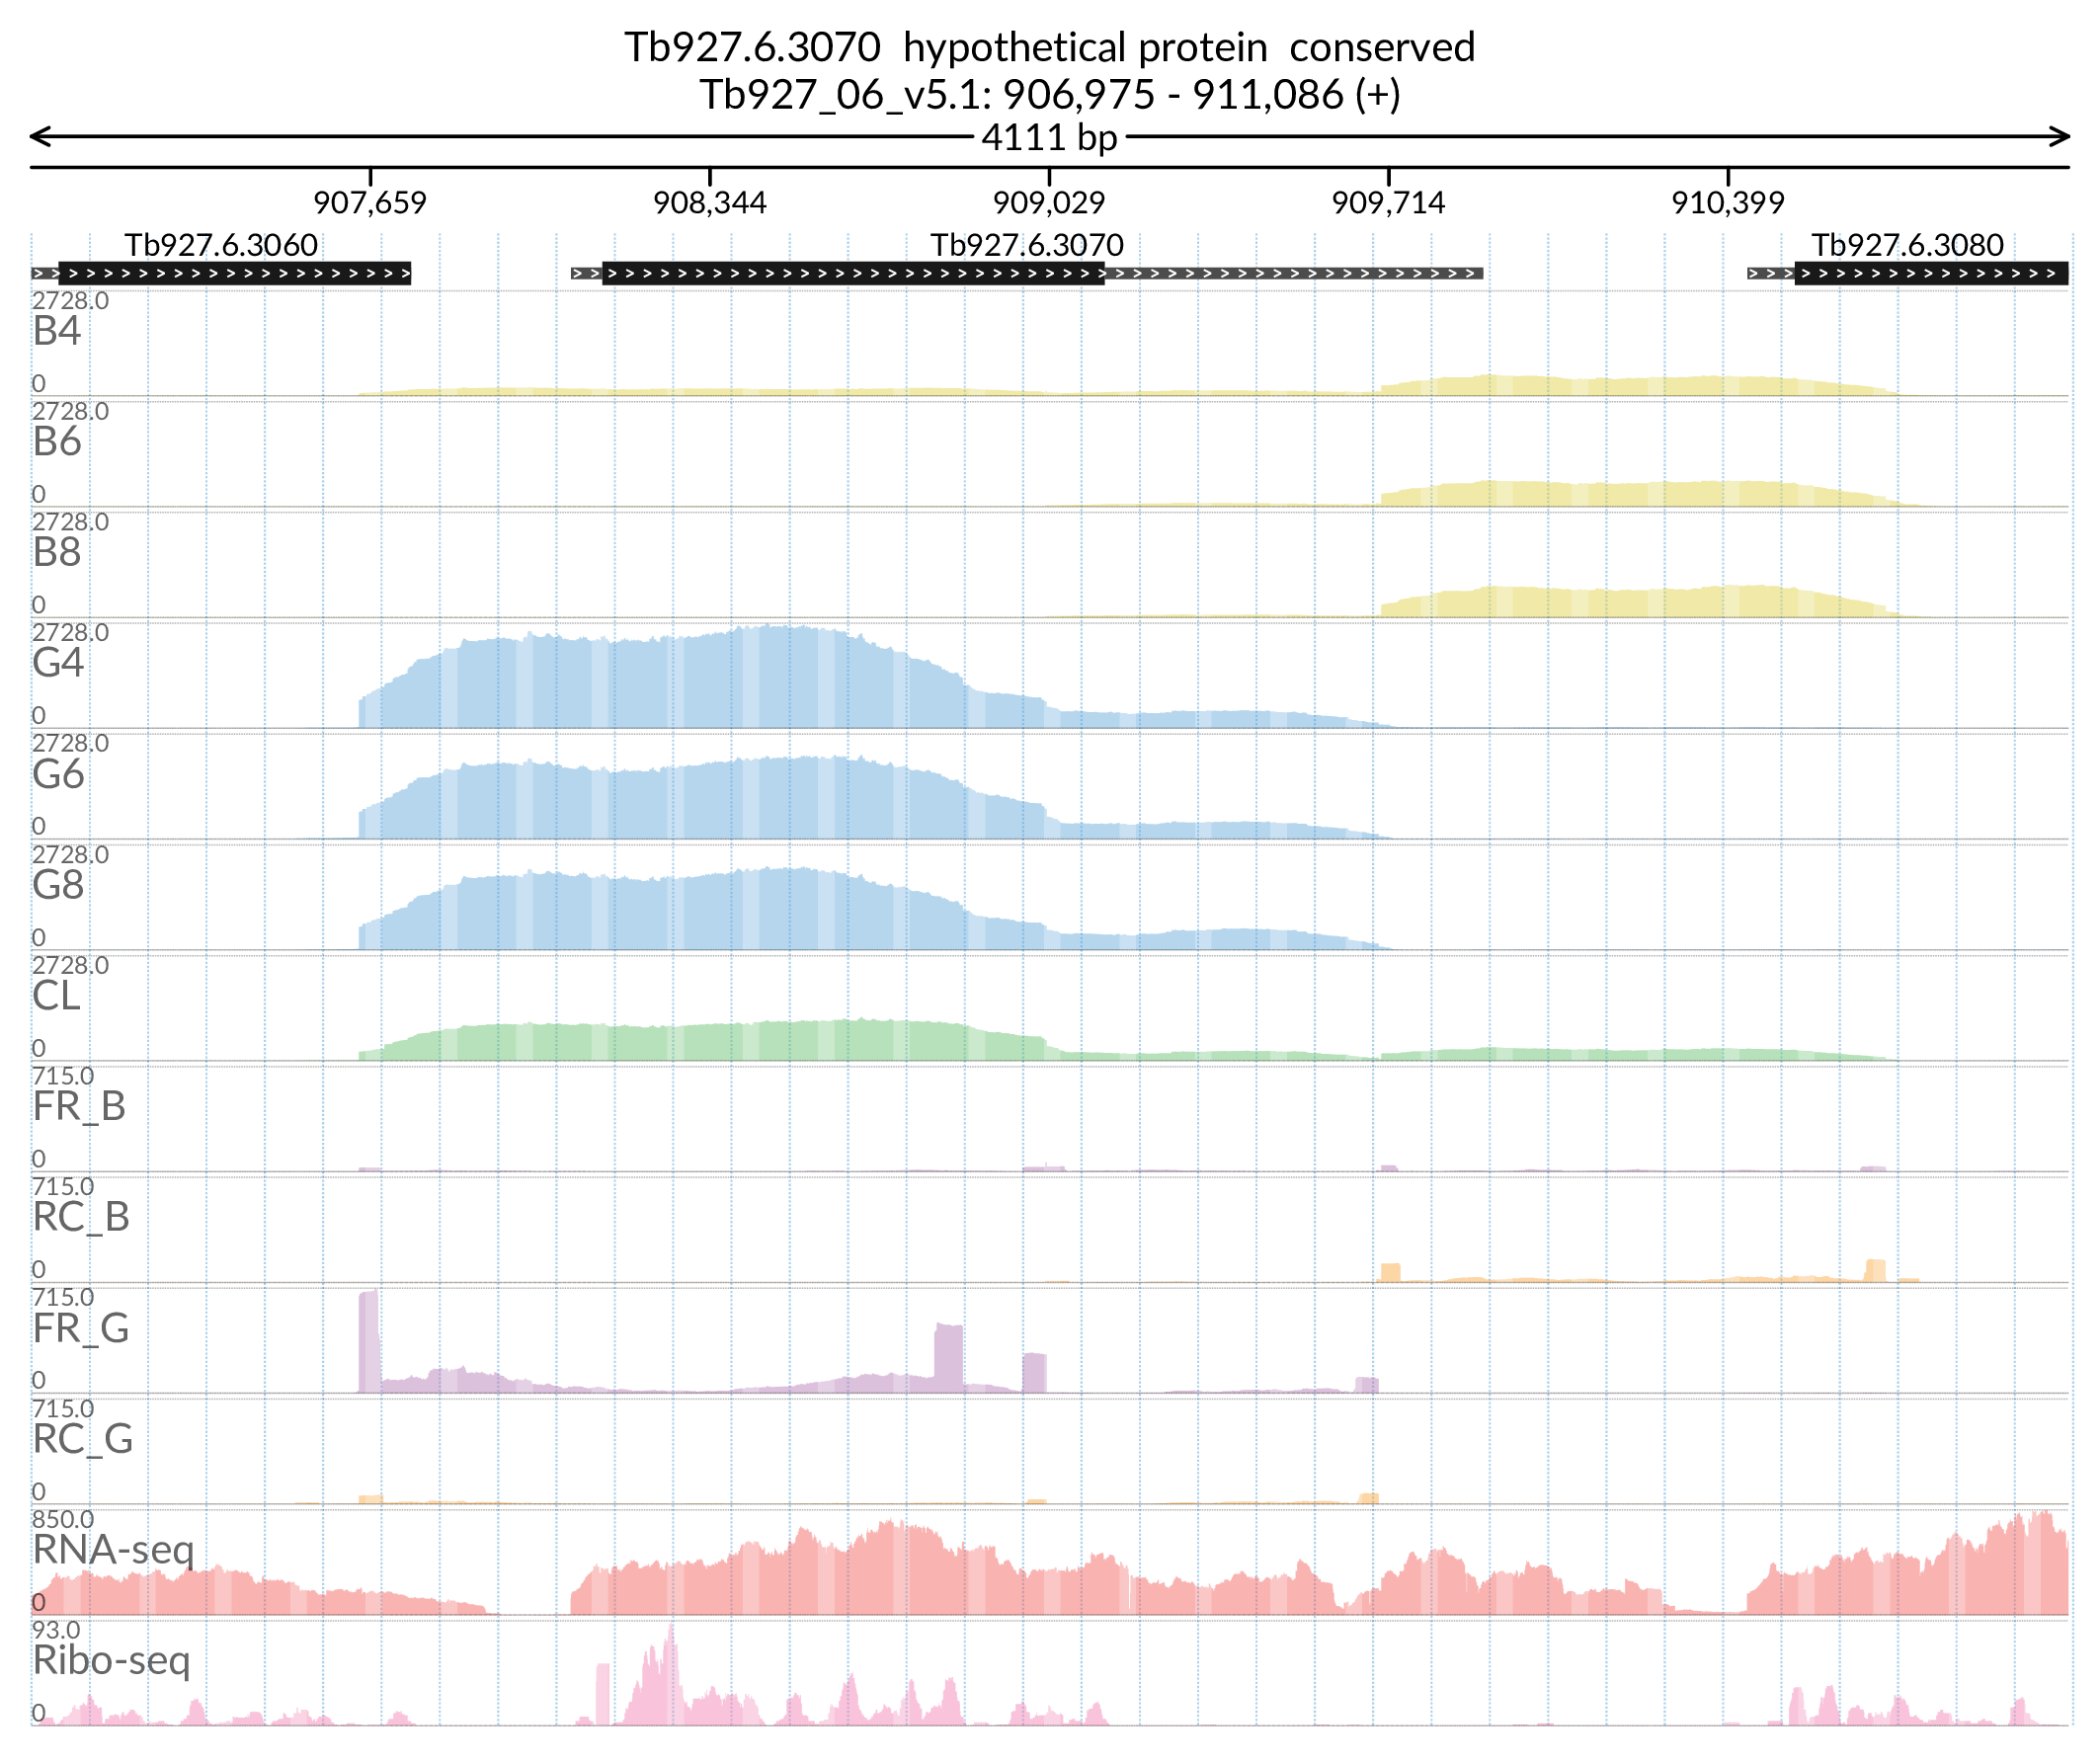 Tb927.6.3070 hypothetical protein conserved
Tb927_06_v5.1: 906,975 - 911,086 (+)
4111 bp
907,659 908,344 909,029 909,714 910,399
Tb927.6.3060 Tb927.6.3070 Tb927.6.3080
2728.0
B4
0
2728.0
B6
0
2728.0
B8
0
2728.0
G4
0
2728.0
G6
0
2728.0
G8
0
2728.0
CL
0
715.0
FR_B
0
715.0
RC_B
0
715.0
FR_G
0
715.0
RC_G
0
850.0
RNA-seq
0
93.0
Ribo-seq
0